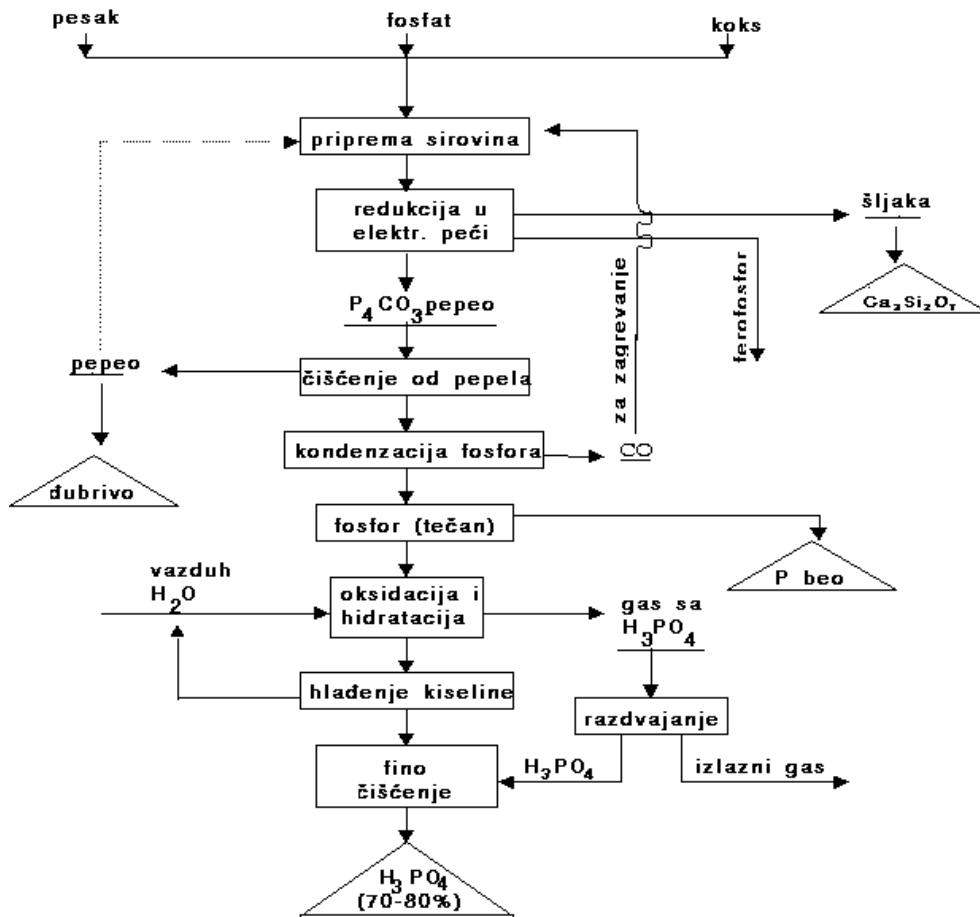 pesak
fosfat
koks
priprema sirovina
redukcija u
elektr. peći
šljaka
Ca₃Si₂O₇
ferofosfor
za zagrevanje
P₄CO₃pepeo
pepeo
čišćenje od pepela
kondenzacija fosfora
CO
đubrivo
fosfor (tečan)
P beo
vazduh
H₂O
oksidacija i
hidratacija
gas sa
H₃PO₄
hlađenje kiseline
razdvajanje
fino
čišćenje
H₃PO₄
izlazni gas
H₃PO₄
(70-80%)